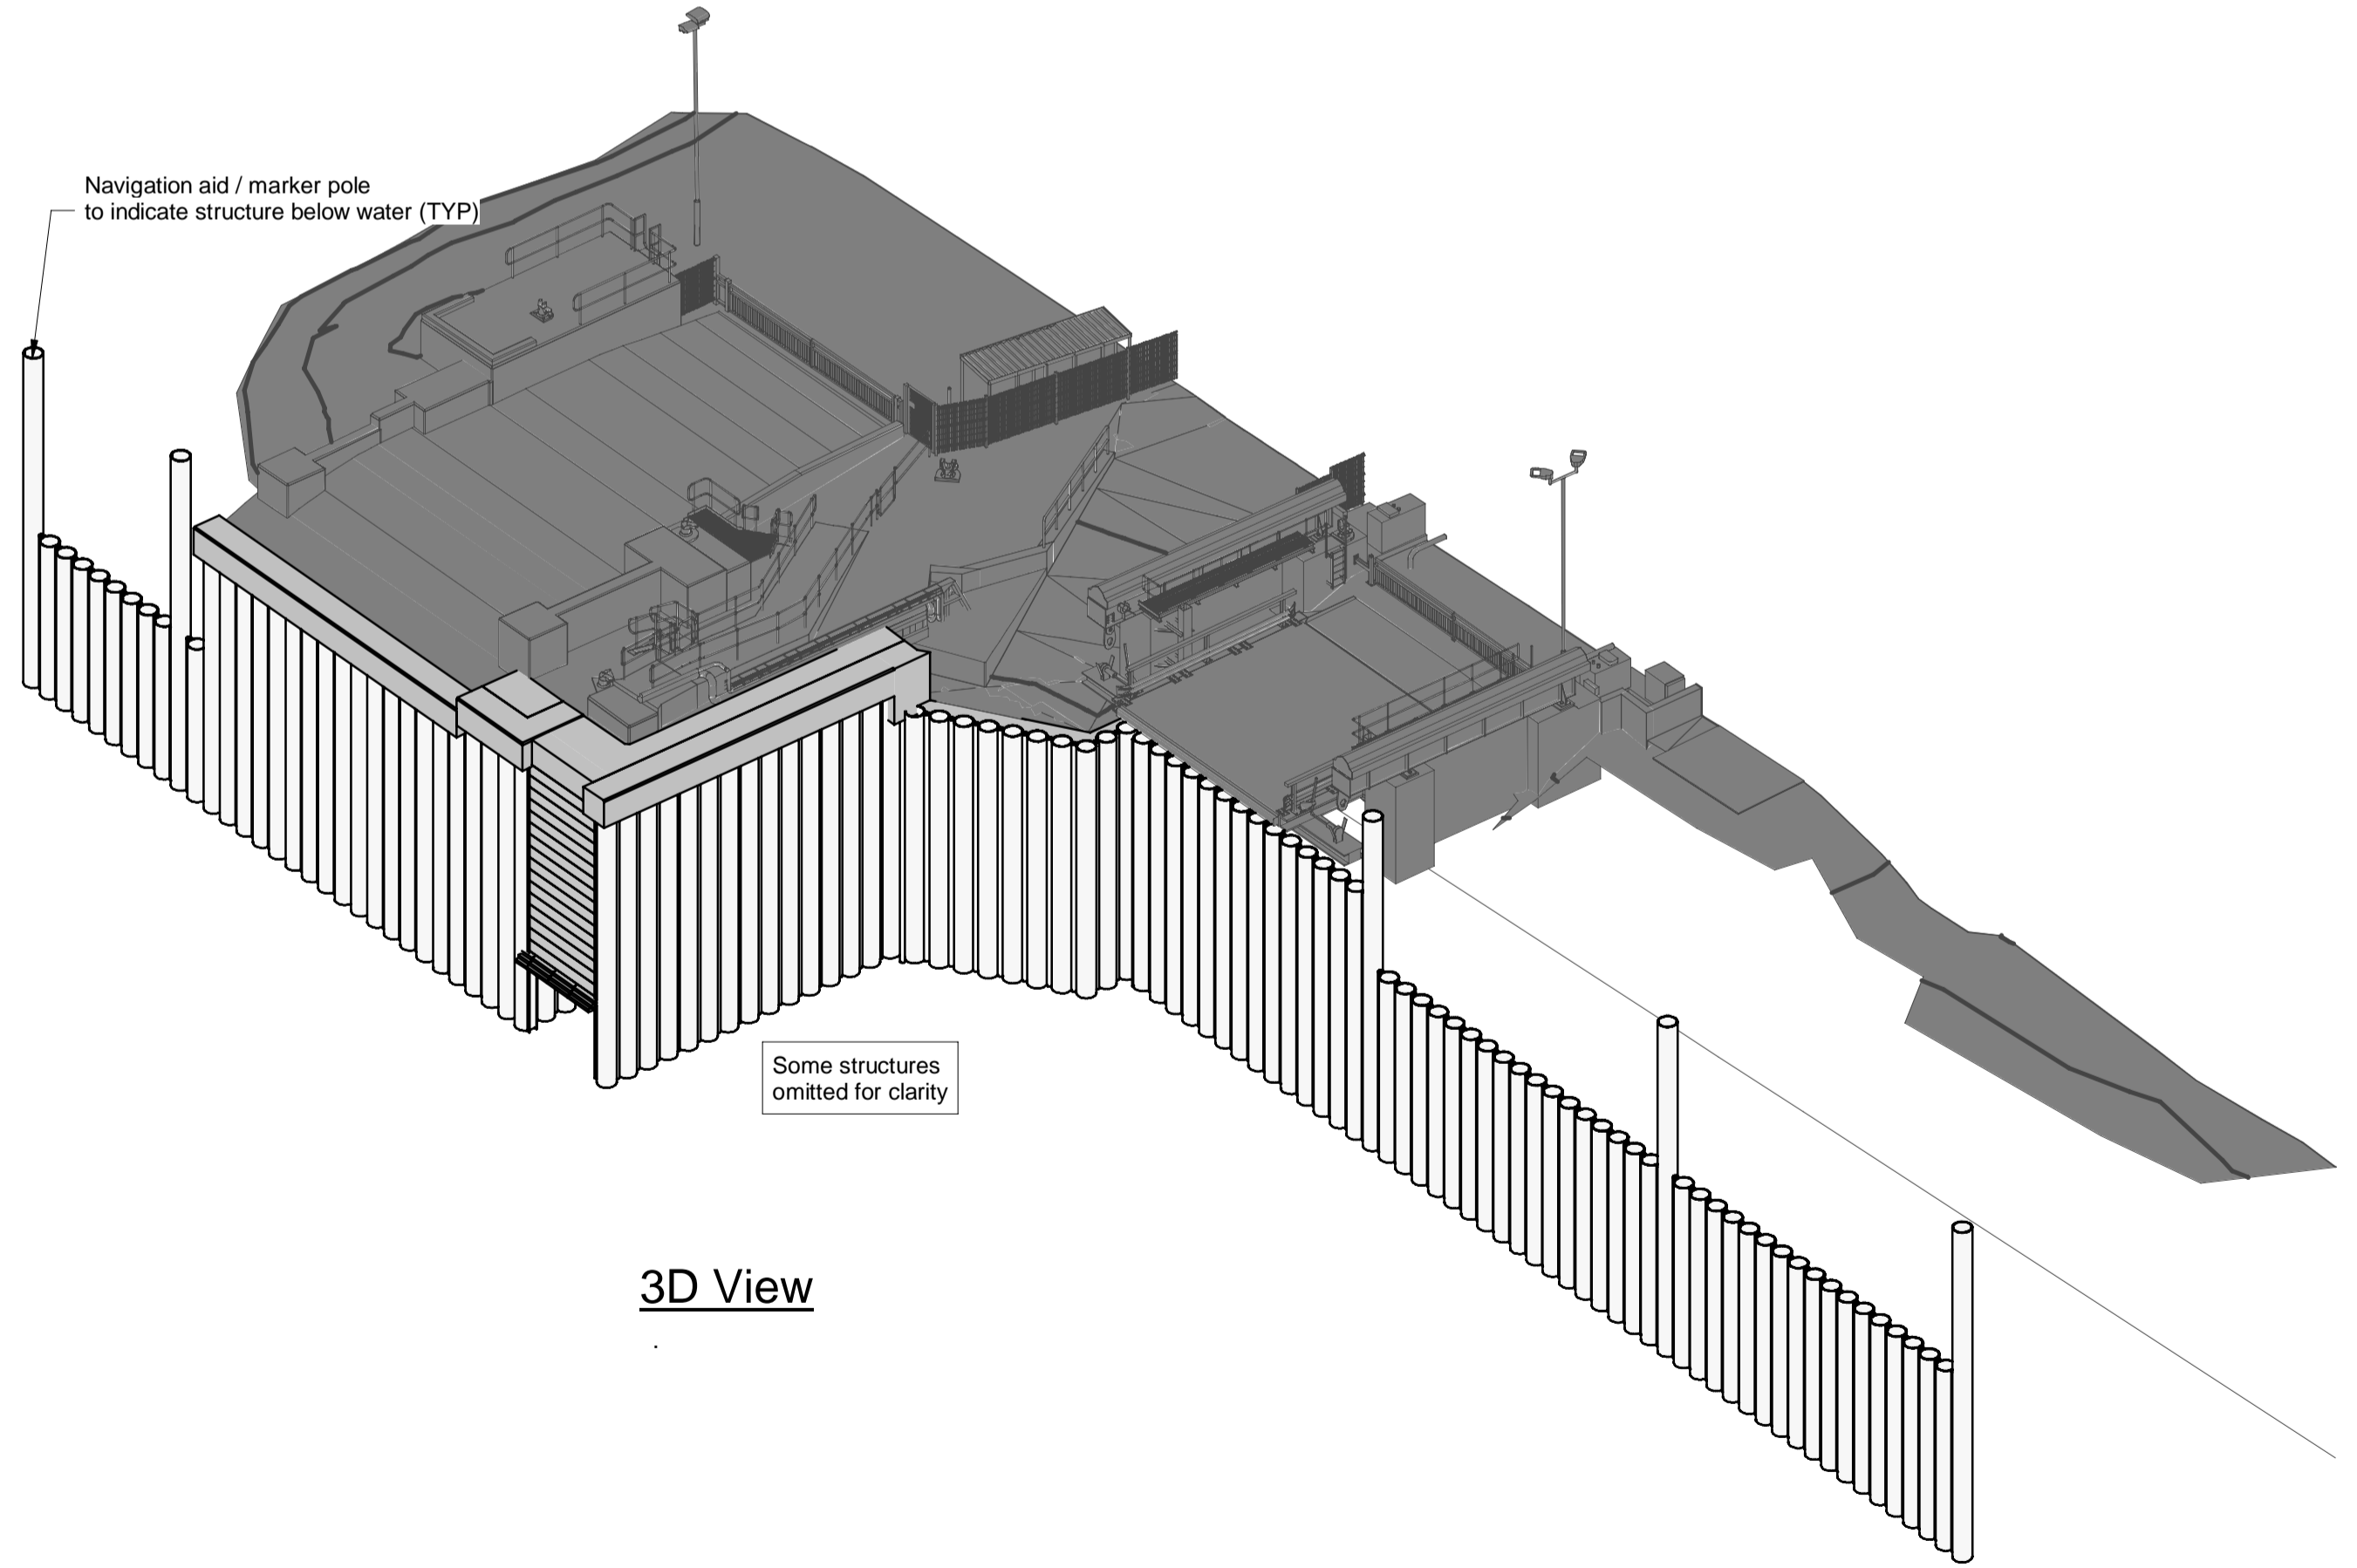 Navigation aid / marker pole
to indicate structure below water (TYP)
Some structures
omitted for clarity
3D View
.